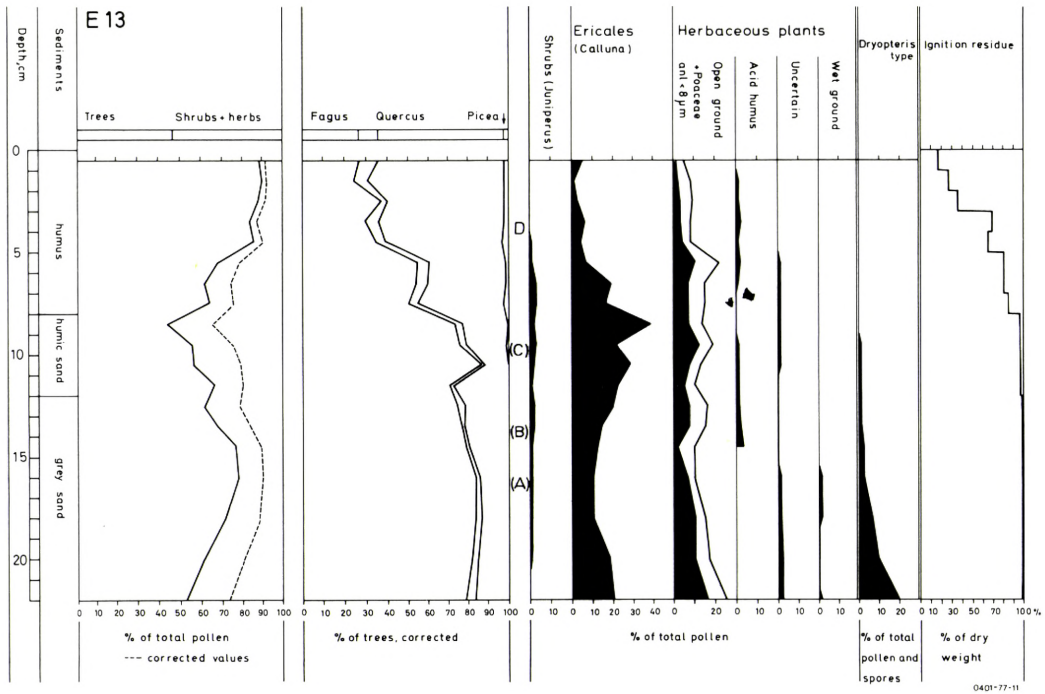 E 13
Depth, cm
Sediments
Trees
Shrubs + herbs
Fagus
Quercus
Picea
Shrubs (Juniperus)
Ericales
(Calluna)
Herbaceous plants
Open ground
+ Poaceae
anl < 8 µm
Acid humus
Uncertain
Wet ground
Dryopteris
type
Ignition residue
0
5
10
15
20
humus
humic sand
grey sand
D
(C)
(B)
(A)
0 10 20 30 40 50 60 70 80 90 100
0 10 20 30 40 50 60 70 80 90 100
0 10 0 10 20 30 40 0 10 20 0 10 0 10 0 10 0 10 20
0 10 30 50 70 80 100 %
% of total pollen
--- corrected values
% of trees, corrected
% of total pollen
% of total
pollen and
spores
% of dry
weight
0401-77-11